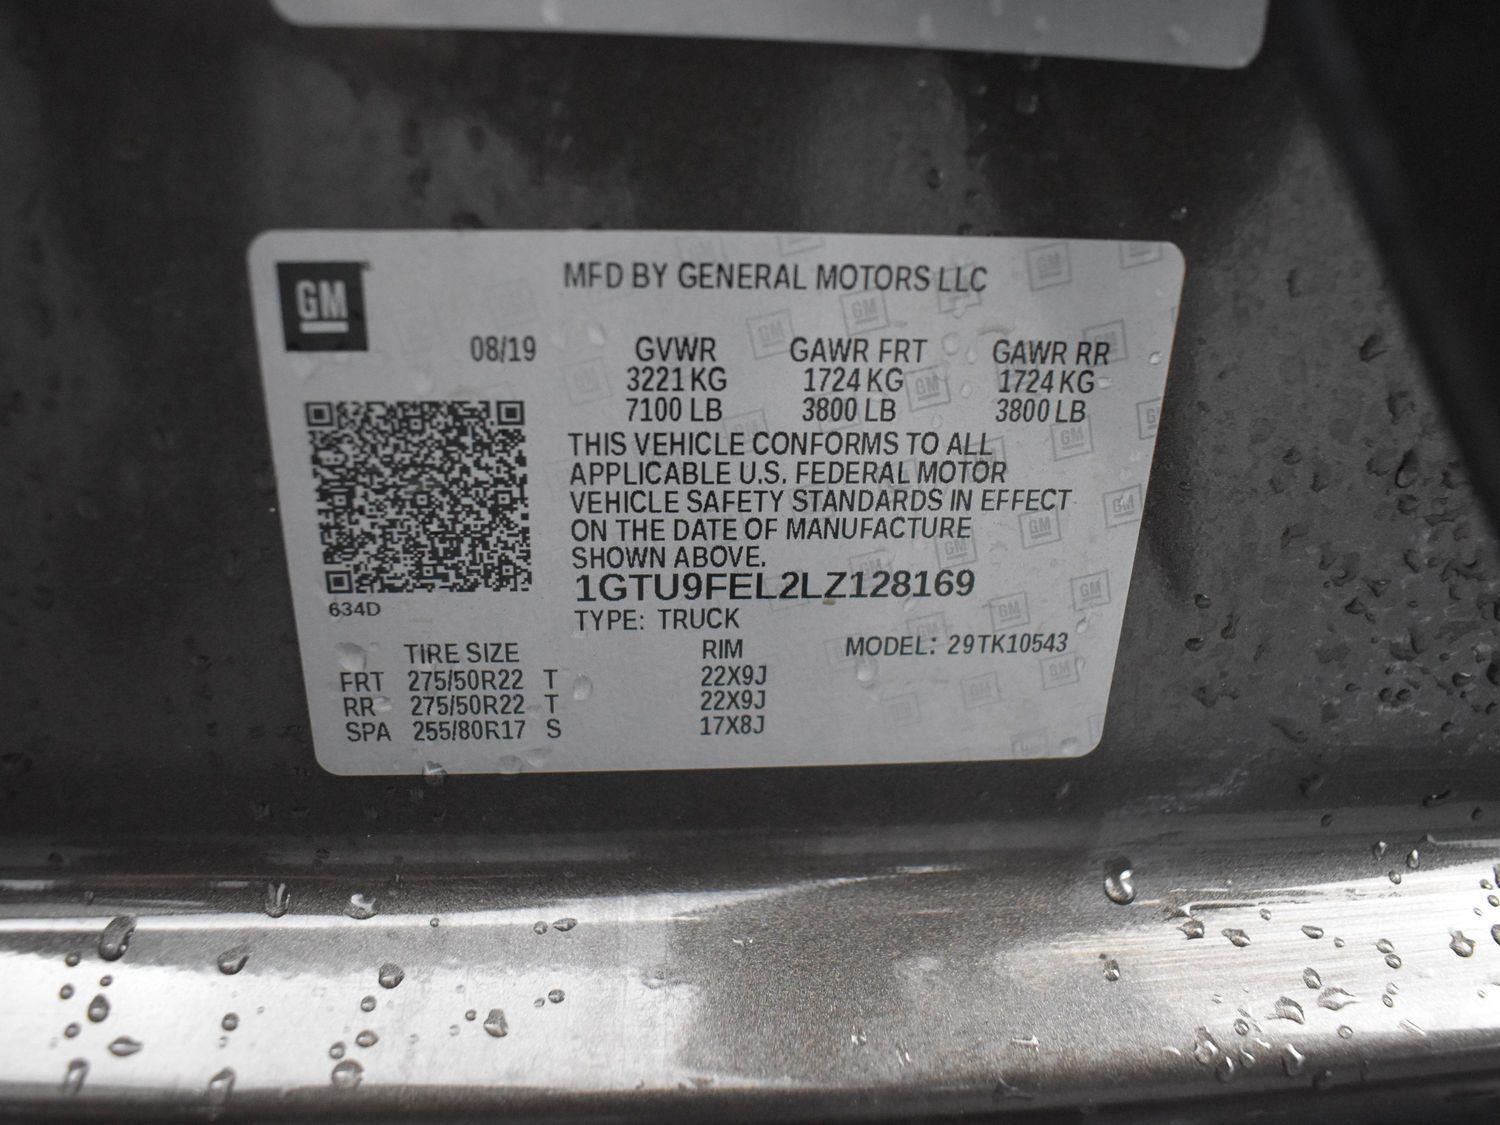 GM
MFD BY GENERAL MOTORS LLC
08/19 GVWR GAWR FRT GAWR RR
3221 KG 1724 KG 1724 KG
7100 LB 3800 LB 3800 LB
THIS VEHICLE CONFORMS TO ALL
APPLICABLE U.S. FEDERAL MOTOR
VEHICLE SAFETY STANDARDS IN EFFECT
ON THE DATE OF MANUFACTURE
SHOWN ABOVE.
1GTU9FEL2LZ128169
634D
TYPE: TRUCK
TIRE SIZE RIM MODEL: 29TK10543
FRT 275/50R22 T 22X9J
RR 275/50R22 T 22X9J
SPA 255/80R17 S 17X8J